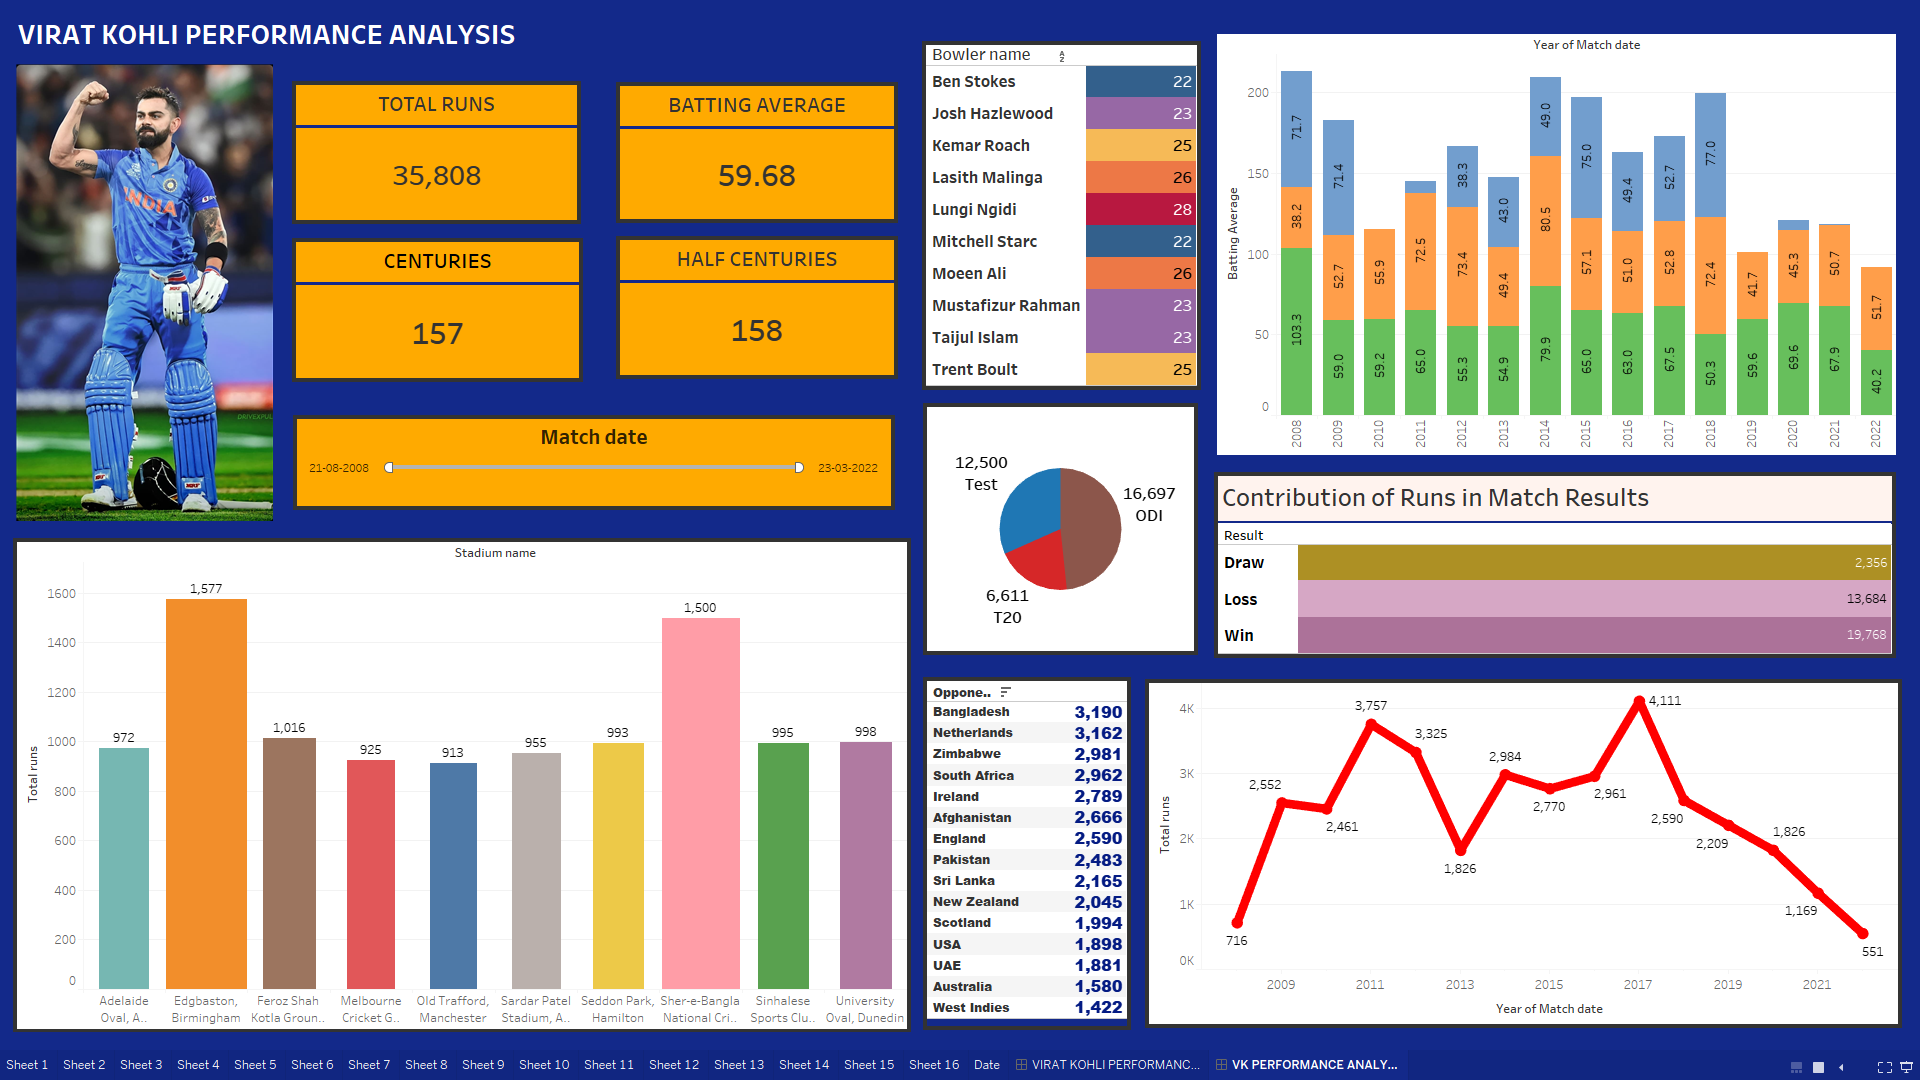 VIRAT KOHLI PERFORMANCE ANALYSIS
INDIA
TOTAL RUNS
35,808
BATTING AVERAGE
59.68
CENTURIES
157
HALF CENTURIES
158
Match date
21-08-2008
23-03-2022
Bowler name
Ben Stokes 22
Josh Hazlewood 23
Kemar Roach 25
Lasith Malinga 26
Lungi Ngidi 28
Mitchell Starc 22
Moeen Ali 26
Mustafizur Rahman 23
Taijul Islam 23
Trent Boult 25
Year of Match date
Batting Average
200
150
100
50
0
71.7 71.4 38.3 43.0 49.0 75.0 49.4 52.7 77.0
38.2 52.7 55.9 72.5 73.4 49.4 80.5 57.1 51.0 52.8 72.4 41.7 45.3 50.7 51.7
103.3 59.0 59.2 65.0 55.3 54.9 79.9 65.0 63.0 67.5 50.3 59.6 69.6 67.9 40.2
2008 2009 2010 2011 2012 2013 2014 2015 2016 2017 2018 2019 2020 2021 2022
12,500
Test
16,697
ODI
6,611
T20
Contribution of Runs in Match Results
Result
Draw 2,356
Loss 13,684
Win 19,768
Stadium name
Total runs
1600
1400
1200
1000
800
600
400
200
0
972 1,577 1,016 925 913 955 993 1,500 995 998
Adelaide Oval, A..
Edgbaston, Birmingham
Feroz Shah Kotla Groun..
Melbourne Cricket G..
Old Trafford, Manchester
Sardar Patel Stadium, A..
Seddon Park, Hamilton
Sher-e-Bangla National Cri..
Sinhalese Sports Clu..
University Oval, Dunedin
Oppone..
Bangladesh 3,190
Netherlands 3,162
Zimbabwe 2,981
South Africa 2,962
Ireland 2,789
Afghanistan 2,666
England 2,590
Pakistan 2,483
Sri Lanka 2,165
New Zealand 2,045
Scotland 1,994
USA 1,898
UAE 1,881
Australia 1,580
West Indies 1,422
Total runs
4K
3K
2K
1K
0K
716 2,552 2,461 3,757 3,325 1,826 2,984 2,770 2,961 4,111 2,590 2,209 1,826 1,169 551
2009 2011 2013 2015 2017 2019 2021
Year of Match date
Sheet 1 Sheet 2 Sheet 3 Sheet 4 Sheet 5 Sheet 6 Sheet 7 Sheet 8 Sheet 9 Sheet 10 Sheet 11 Sheet 12 Sheet 13 Sheet 14 Sheet 15 Sheet 16 Date VIRAT KOHLI PERFORMANC... VK PERFORMANCE ANALY...